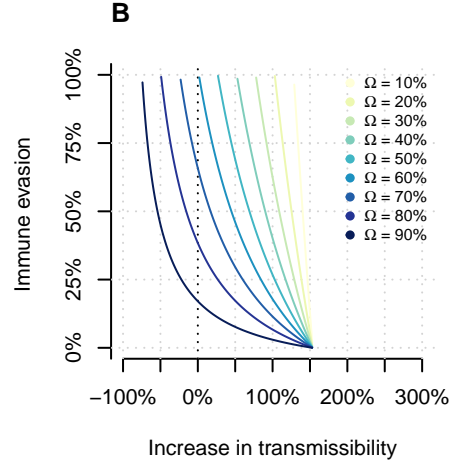 B
Immune evasion
100%
75%
50%
25%
0%
Ω = 10%
Ω = 20%
Ω = 30%
Ω = 40%
Ω = 50%
Ω = 60%
Ω = 70%
Ω = 80%
Ω = 90%
−100% 0% 100% 200% 300%
Increase in transmissibility